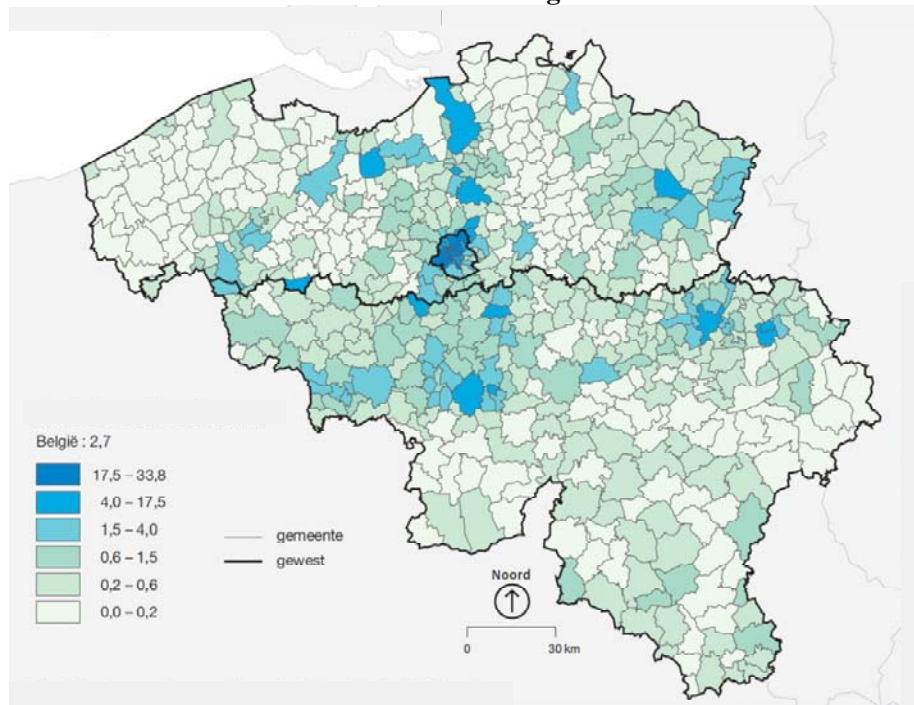 België : 2,7
17,5 – 33,8
4,0 – 17,5
1,5 – 4,0
0,6 – 1,5
0,2 – 0,6
0,0 – 0,2
gemeente
gewest
Noord
0 30 km